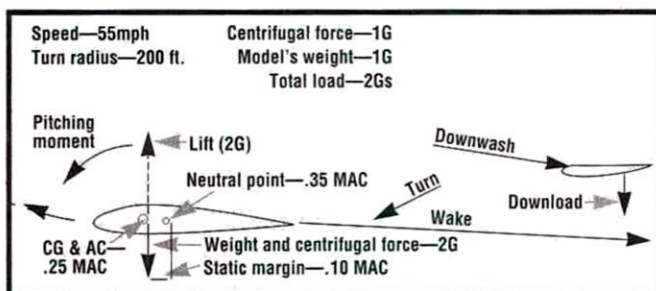 Speed—55mph
Turn radius—200 ft.
Centrifugal force—1G
Model's weight—1G
Total load—2Gs
Pitching
moment
Lift (2G)
Neutral point—.35 MAC
Turn
Downwash
Download
Wake
CG & AC—
.25 MAC
Weight and centrifugal force—2G
Static margin—.10 MAC